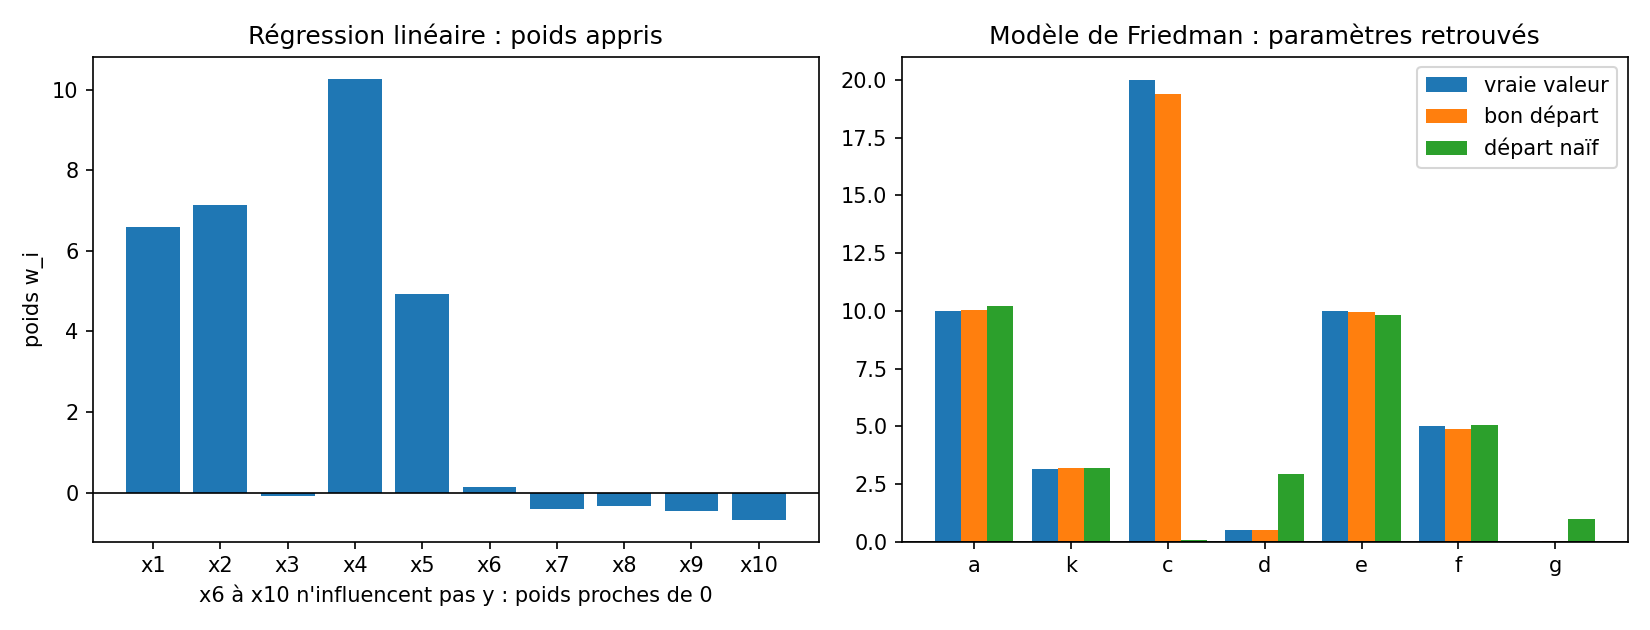 Régression linéaire : poids appris
poids w_i
10
8
6
4
2
0
x1 x2 x3 x4 x5 x6 x7 x8 x9 x10
x6 à x10 n'influencent pas y : poids proches de 0
Modèle de Friedman : paramètres retrouvés
20.0
17.5
15.0
12.5
10.0
7.5
5.0
2.5
0.0
vraie valeur
bon départ
départ naïf
a k c d e f g